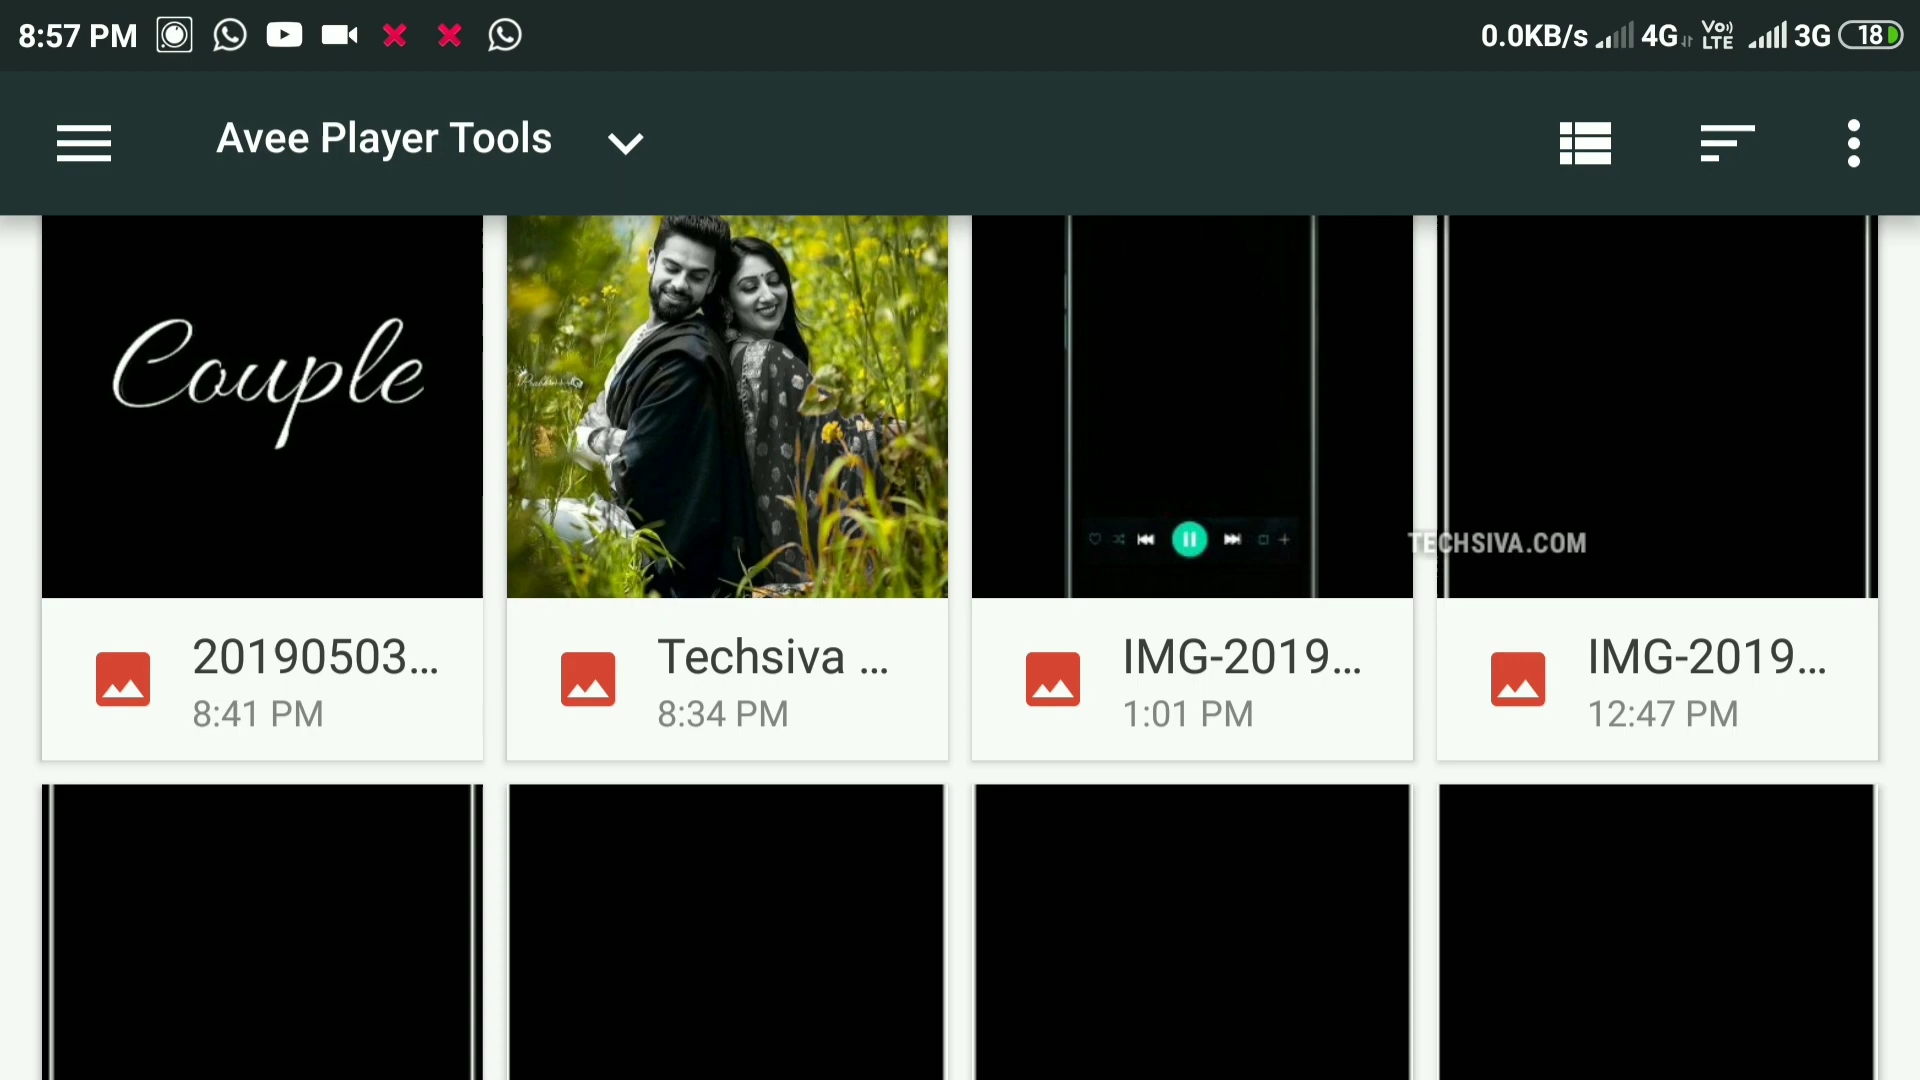 8:57 PM
0.0KB/s 4G Vo) LTE 3G 18
Avee Player Tools
Couple
TECHSIVA.COM
20190503...
8:41 PM
Techsiva ...
8:34 PM
IMG-2019...
1:01 PM
IMG-2019...
12:47 PM